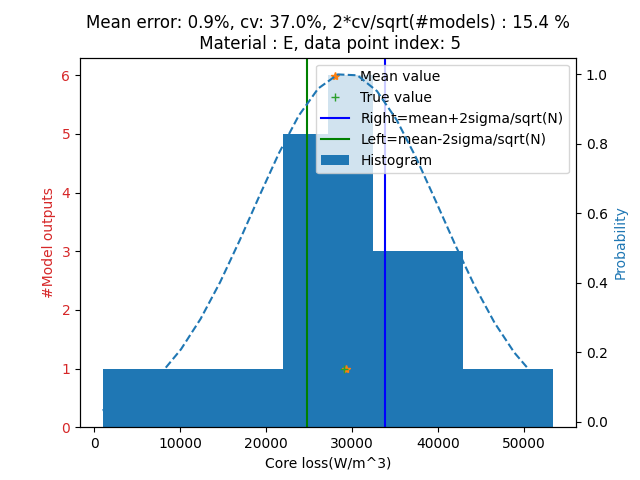 Mean error: 0.9%, cv: 37.0%, 2*cv/sqrt(#models) : 15.4 %
Material : E, data point index: 5
Mean value
True value
Right=mean+2sigma/sqrt(N)
Left=mean-2sigma/sqrt(N)
Histogram
#Model outputs
6
5
4
3
2
1
0
Probability
1.0
0.8
0.6
0.4
0.2
0.0
0 10000 20000 30000 40000 50000
Core loss(W/m^3)